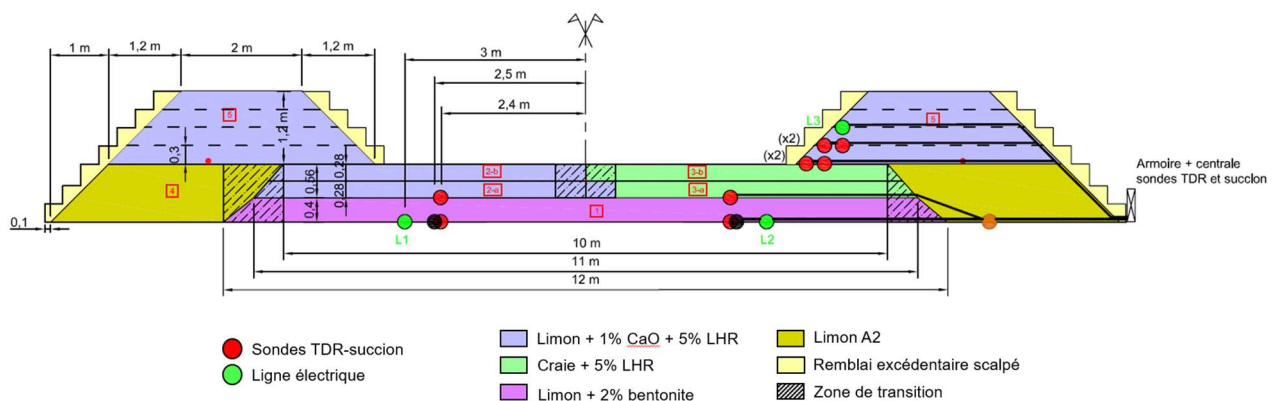 1 m
1,2 m
2 m
1,2 m
3 m
2,5 m
2,4 m
5
1,2 m
0,3
4
0,56
0,28
0,28
0,4
0,1
2-b
2-a
3-b
3-a
1
L1
L2
L3
(x2)
(x2)
5
Armoire + centrale
sondes TDR et succion
10 m
11 m
12 m
Sondes TDR-succion
Ligne électrique
Limon + 1% CaO + 5% LHR
Craie + 5% LHR
Limon + 2% bentonite
Limon A2
Remblai excédentaire scalpé
Zone de transition